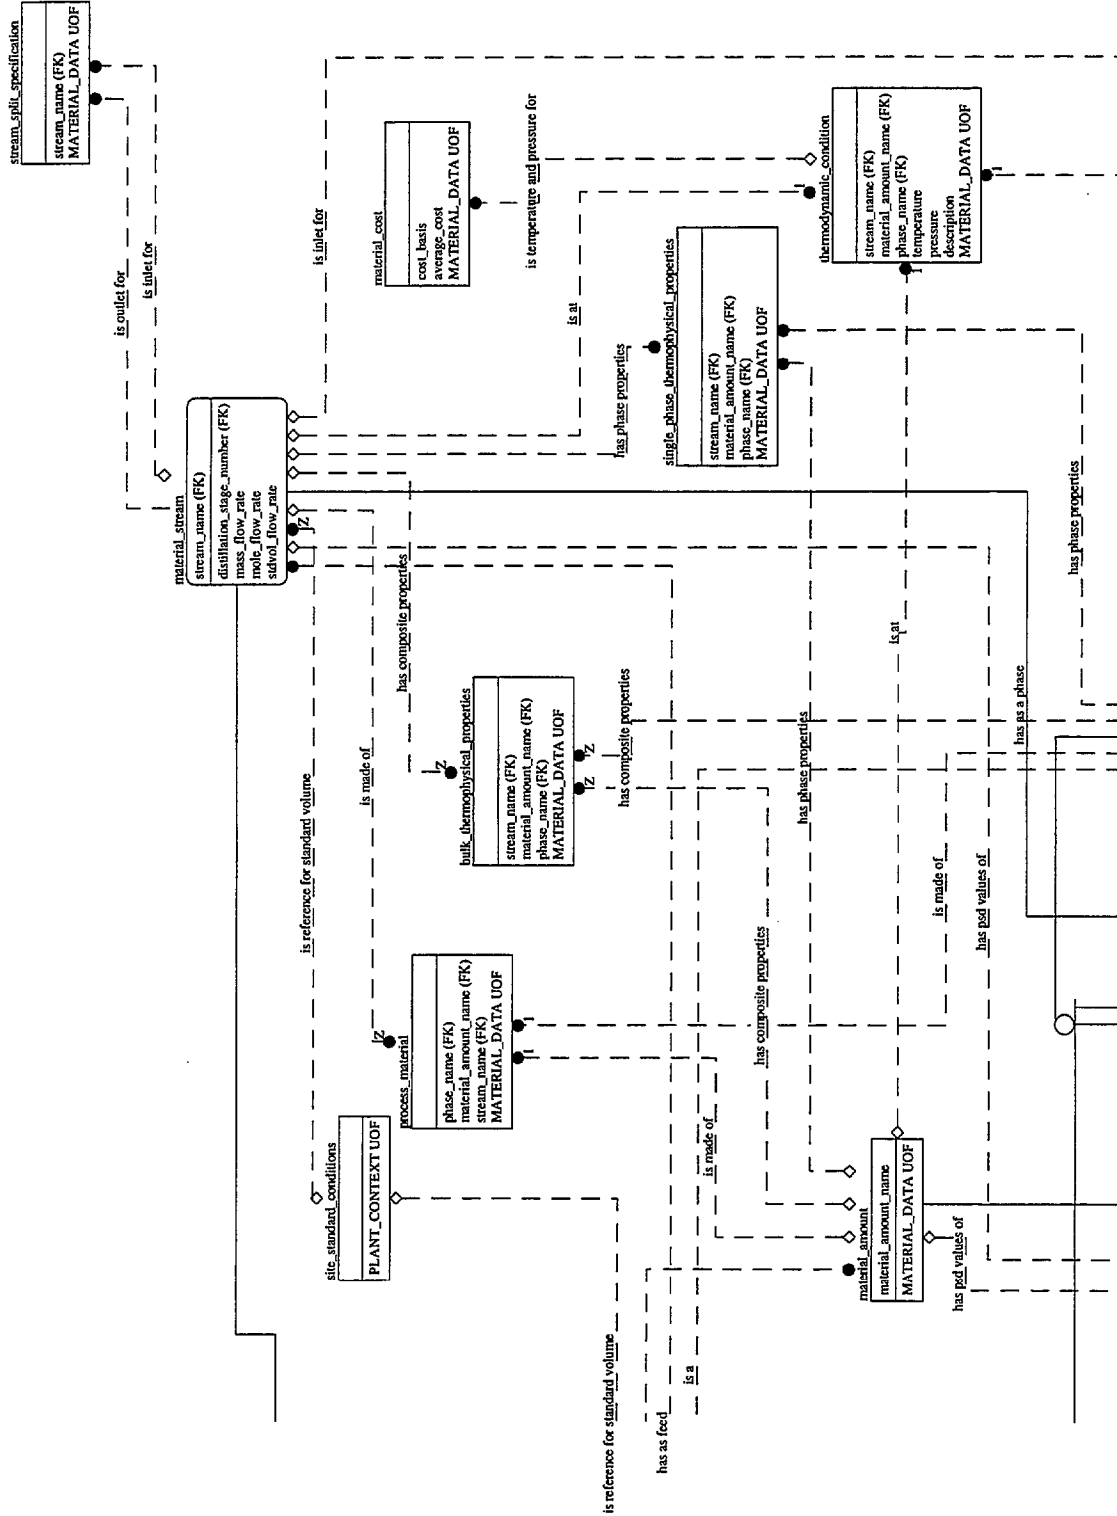 stream_split_specification
stream_name (FK)
MATERIAL_DATA UOF
is outlet for
is inlet for
is inlet for
material_cost
cost_basis
average_cost
MATERIAL_DATA UOF
is temperature and pressure for
thermodynamic_condition
stream_name (FK)
material_amount_name (FK)
phase_name (FK)
temperature
pressure
description
MATERIAL_DATA UOF
1
1
1
is at
has phase properties
single_phase_thermophysical_properties
stream_name (FK)
material_amount_name (FK)
phase_name (FK)
MATERIAL_DATA UOF
material_stream
stream_name (FK)
distillation_stage_number (FK)
mass_flow_rate
mole_flow_rate
stdvol_flow_rate
Z
has composite properties
Z
bulk_thermophysical_properties
stream_name (FK)
material_amount_name (FK)
phase_name (FK)
MATERIAL_DATA UOF
Z
Z
has composite properties
has phase properties
is at
has as a phase
has phase properties
is reference for standard volume
is made of
Z
process_material
phase_name (FK)
material_amount_name (FK)
stream_name (FK)
MATERIAL_DATA UOF
1
1
is made of
has composite properties
is made of
has psd values of
site_standard_conditions
PLANT_CONTEXT UOF
material_amount
material_amount_name
MATERIAL_DATA UOF
has psd values of
is reference for standard volume
has as feed
is a